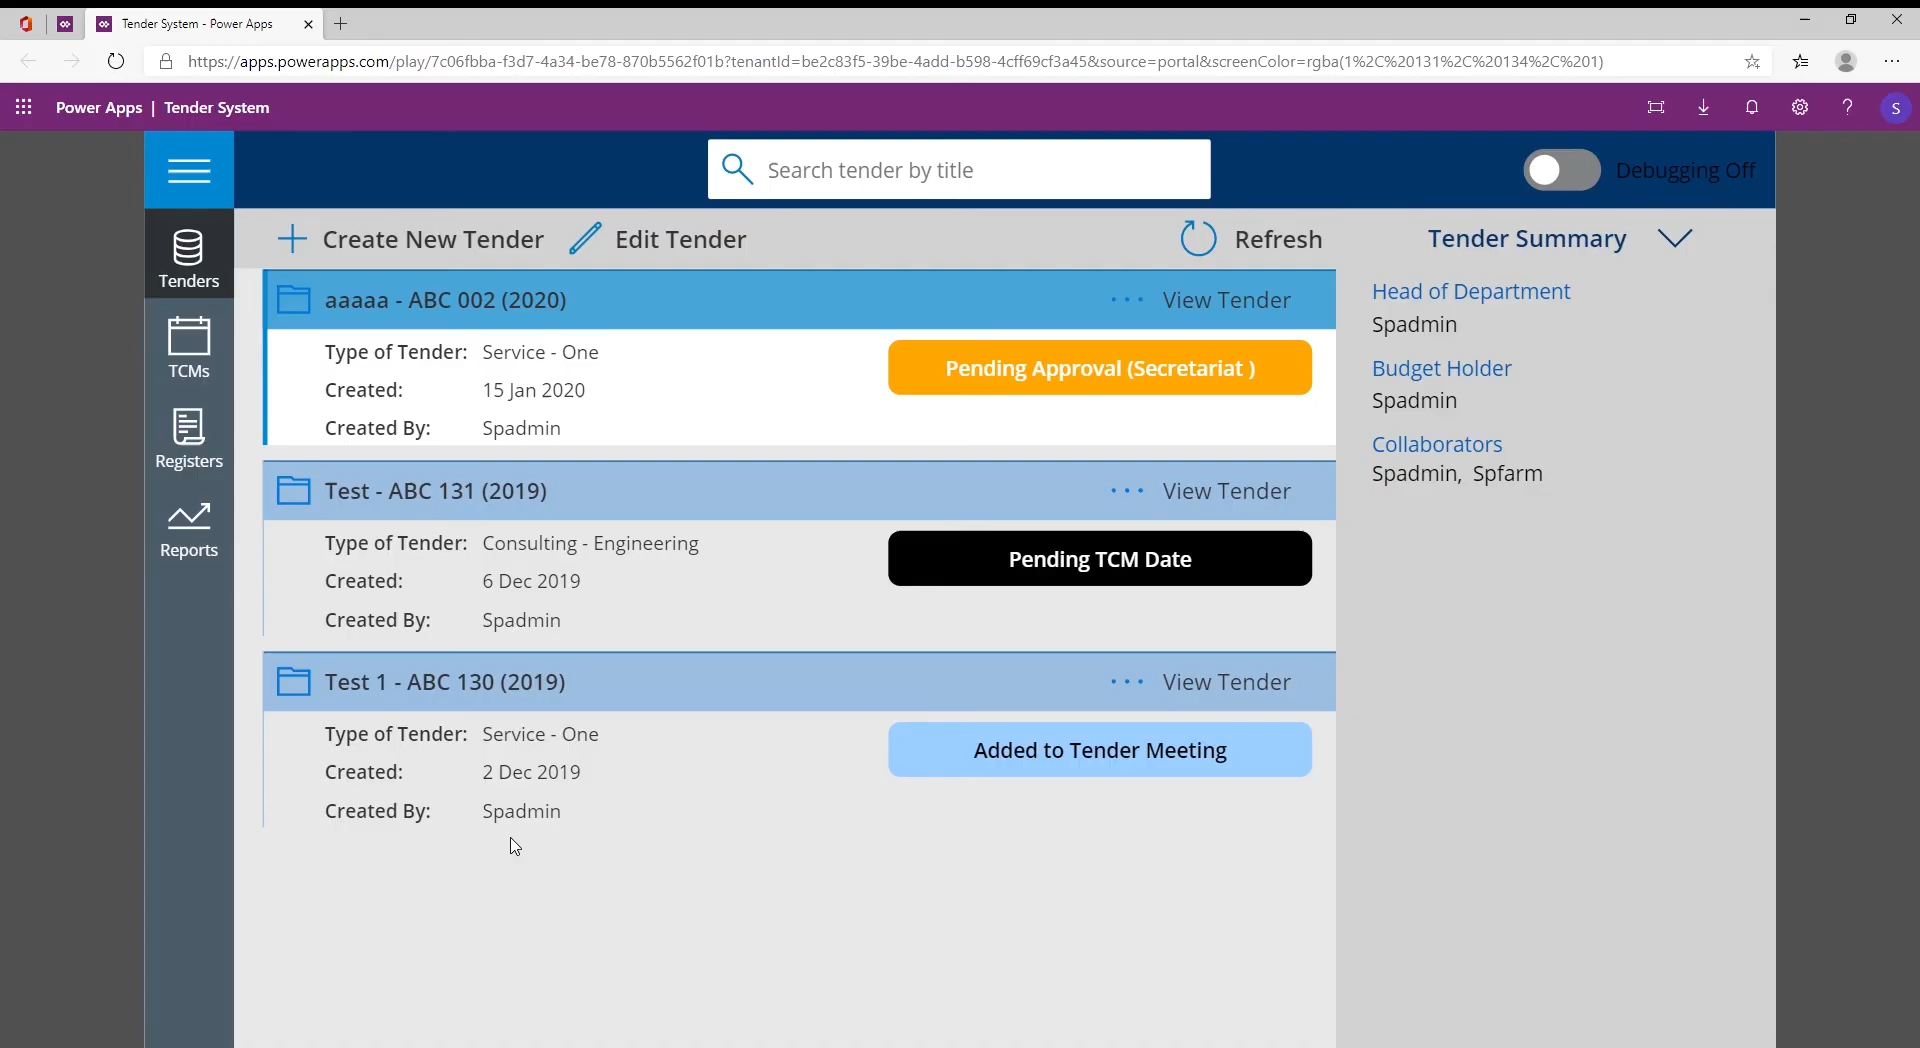 Tender System - Power Apps
https://apps.powerapps.com/play/7c06fbba-f3d7-4a34-be78-870b5562f01b?tenantId=be2c83f5-39be-4add-b598-4cff69cf3a45&source=portal&screenColor=rgba(1%2C%20131%2C%20134%2C%201)
Power Apps | Tender System
S
Search tender by title
Debugging Off
Create New Tender
Edit Tender
Refresh
Tender Summary
Tenders
TCMs
Registers
Reports
aaaaa - ABC 002 (2020)
View Tender
Type of Tender: Service - One
Created: 15 Jan 2020
Created By: Spadmin
Pending Approval (Secretariat )
Test - ABC 131 (2019)
View Tender
Type of Tender: Consulting - Engineering
Created: 6 Dec 2019
Created By: Spadmin
Pending TCM Date
Test 1 - ABC 130 (2019)
View Tender
Type of Tender: Service - One
Created: 2 Dec 2019
Created By: Spadmin
Added to Tender Meeting
Head of Department
Spadmin
Budget Holder
Spadmin
Collaborators
Spadmin, Spfarm